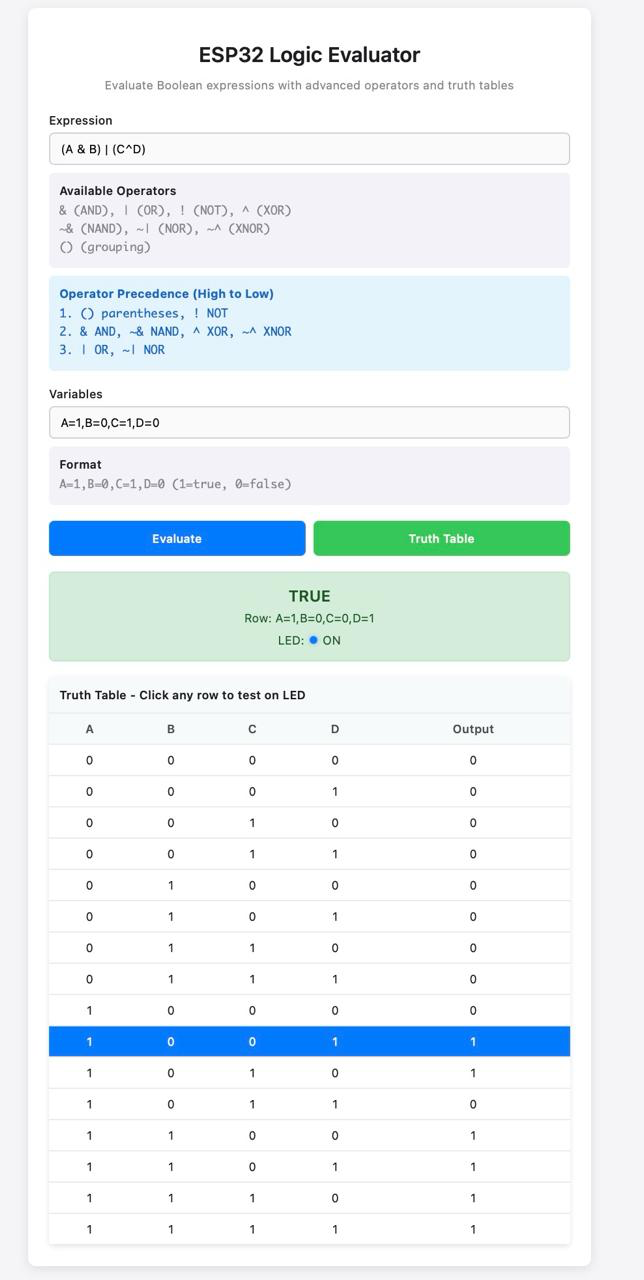 ESP32 Logic Evaluator
Evaluate Boolean expressions with advanced operators and truth tables
Expression
(A & B) | (C^D)
Available Operators
& (AND), | (OR), ! (NOT), ^ (XOR)
~& (NAND), ~| (NOR), ~^ (XNOR)
() (grouping)
Operator Precedence (High to Low)
1. () parentheses, ! NOT
2. & AND, ~& NAND, ^ XOR, ~^ XNOR
3. | OR, ~| NOR
Variables
A=1,B=0,C=1,D=0
Format
A=1,B=0,C=1,D=0 (1=true, 0=false)
Evaluate Truth Table
TRUE
Row: A=1,B=0,C=0,D=1
LED: ON
Truth Table - Click any row to test on LED
A B C D Output
0 0 0 0 0
0 0 0 1 0
0 0 1 0 0
0 0 1 1 0
0 1 0 0 0
0 1 0 1 0
0 1 1 0 0
0 1 1 1 0
1 0 0 0 0
1 0 0 1 1
1 0 1 0 1
1 0 1 1 0
1 1 0 0 1
1 1 0 1 1
1 1 1 0 1
1 1 1 1 1